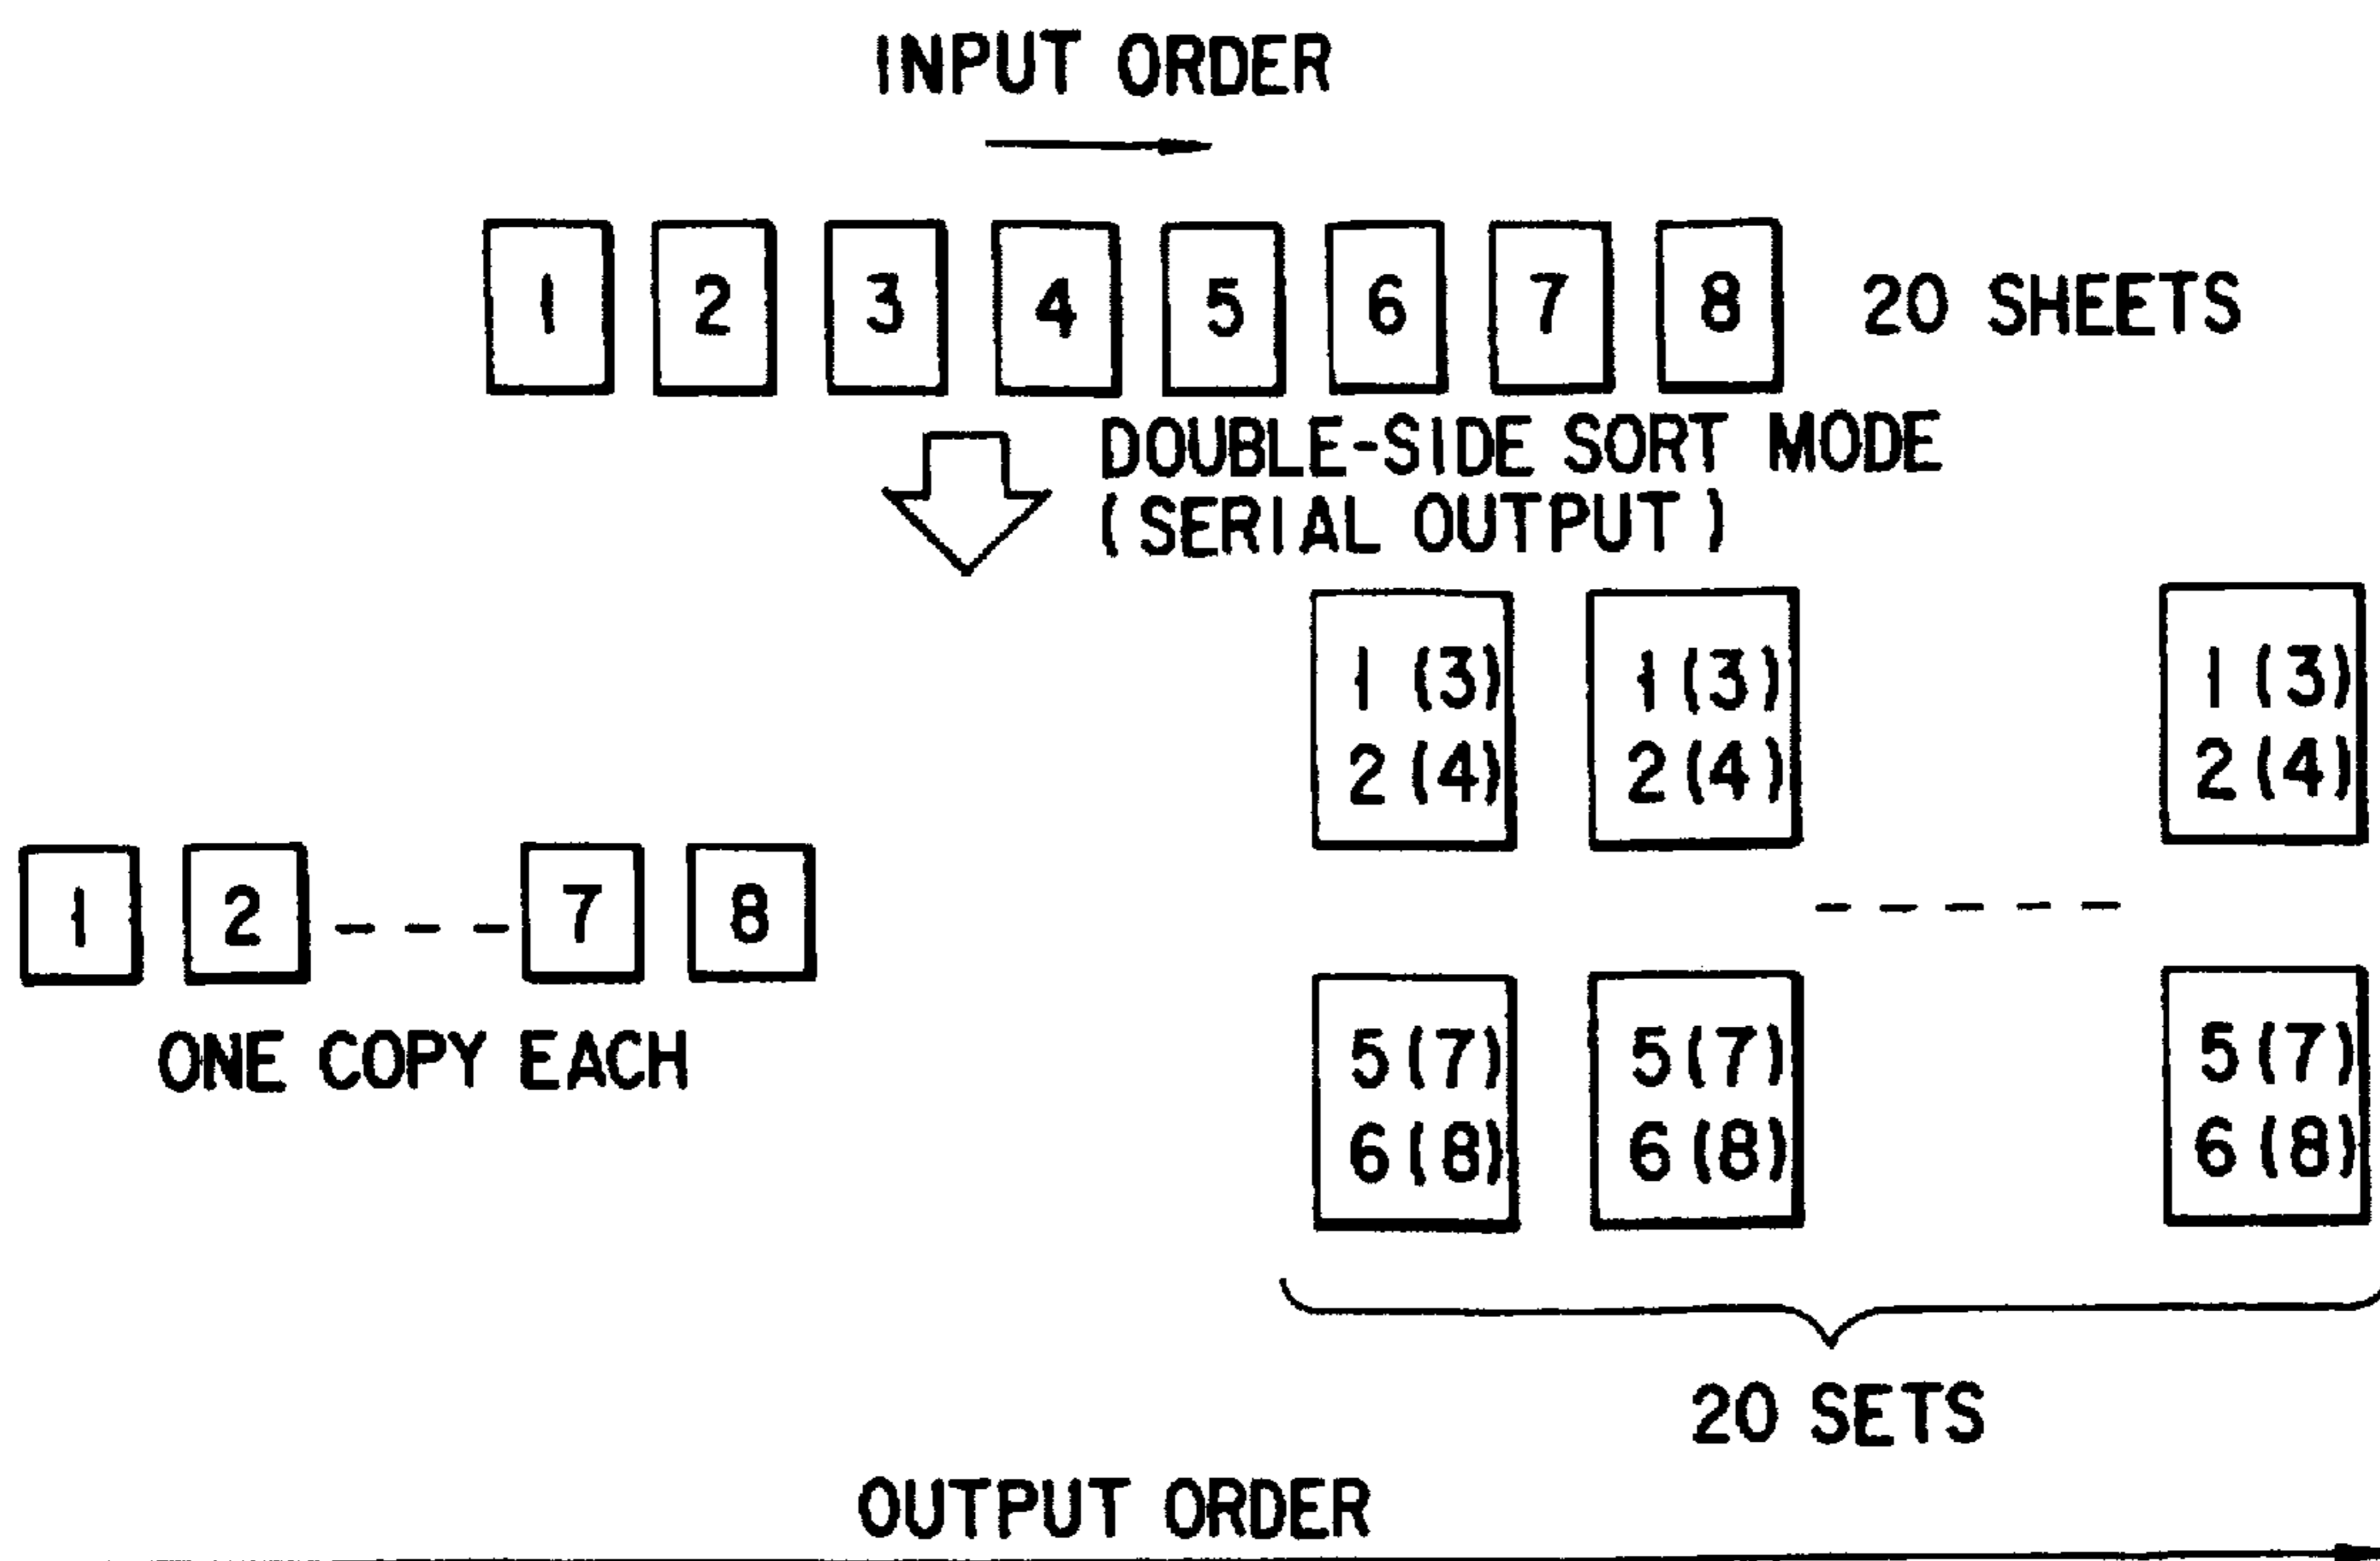 INPUT ORDER
1 2 3 4 5 6 7 8 20 SHEETS
DOUBLE-SIDE SORT MODE
(SERIAL OUTPUT)
1 (3) 1 (3) 1 (3)
2 (4) 2 (4) 2 (4)
1 2 --- 7 8 -----
ONE COPY EACH
5 (7) 5 (7) 5 (7)
6 (8) 6 (8) 6 (8)
20 SETS
OUTPUT ORDER